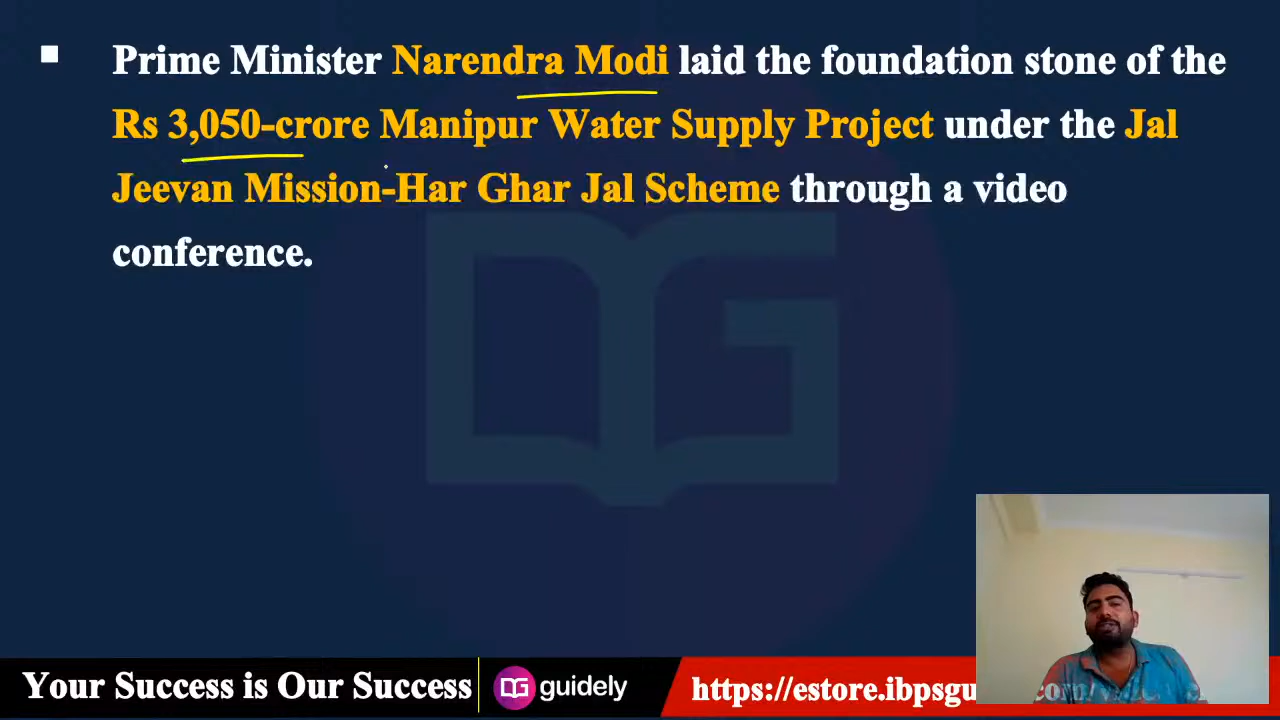 Prime Minister Narendra Modi laid the foundation stone of the
Rs 3,050-crore Manipur Water Supply Project under the Jal
Jeevan Mission-Har Ghar Jal Scheme through a video
conference.
Your Success is Our Success
guidely
https://estore.ibpsgu